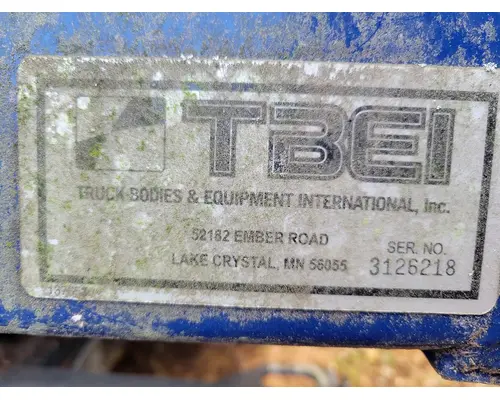 TBEI
TRUCK BODIES & EQUIPMENT INTERNATIONAL, Inc.
52182 EMBER ROAD
LAKE CRYSTAL, MN 56055
SER. NO.
3126218